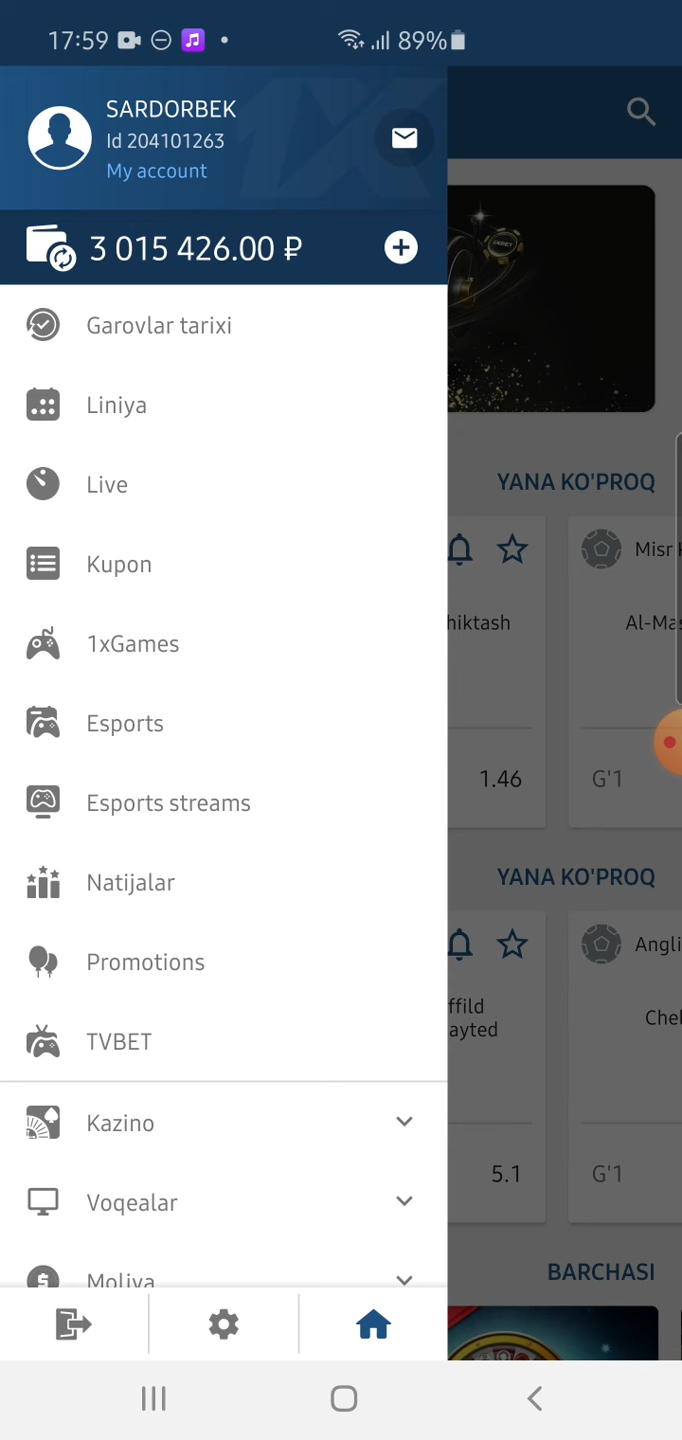 17:59
89%
SARDORBEK
Id 204101263
My account
3 015 426.00 ₽
Garovlar tarixi
Liniya
Live
YANA KO'PROQ
Kupon
Misr
hiktash
Al-Mas
1xGames
Esports
1.46
G'1
Esports streams
Natijalar
YANA KO'PROQ
Promotions
Angli
ffild
ayted
Chel
TVBET
Kazino
5.1
G'1
Voqealar
Moliya
BARCHASI